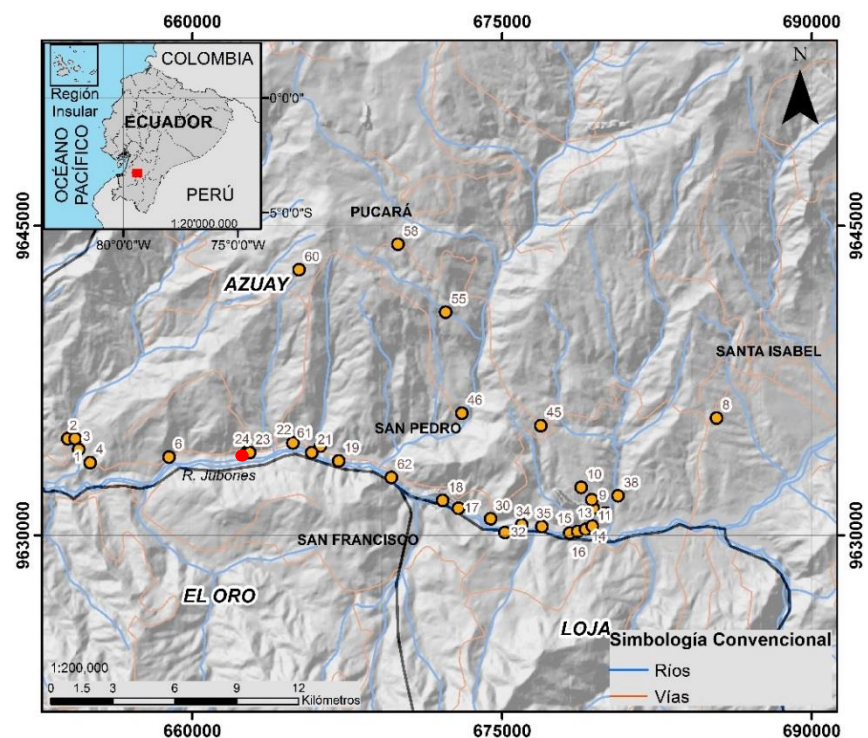 660000
675000
690000
COLOMBIA
Región
Insular
ECUADOR
OCÉANO
PACÍFICO
PERÚ
1:20'000.000
0°0'0"
5°0'0"S
80°0'0"W
75°0'0"W
N
9645000
9645000
PUCARÁ
58
60
AZUAY
55
SANTA ISABEL
46
8
SAN PEDRO
45
2
3
1
4
6
24
23
22
61
21
19
R. Jubones
62
10
38
9
18
17
30
34
35
15
13
11
32
14
16
9630000
9630000
SAN FRANCISCO
EL ORO
LOJA
Simbología Convencional
Ríos
Vías
1:200,000
0 1.5 3 6 9 12
Kilómetros
660000
675000
690000